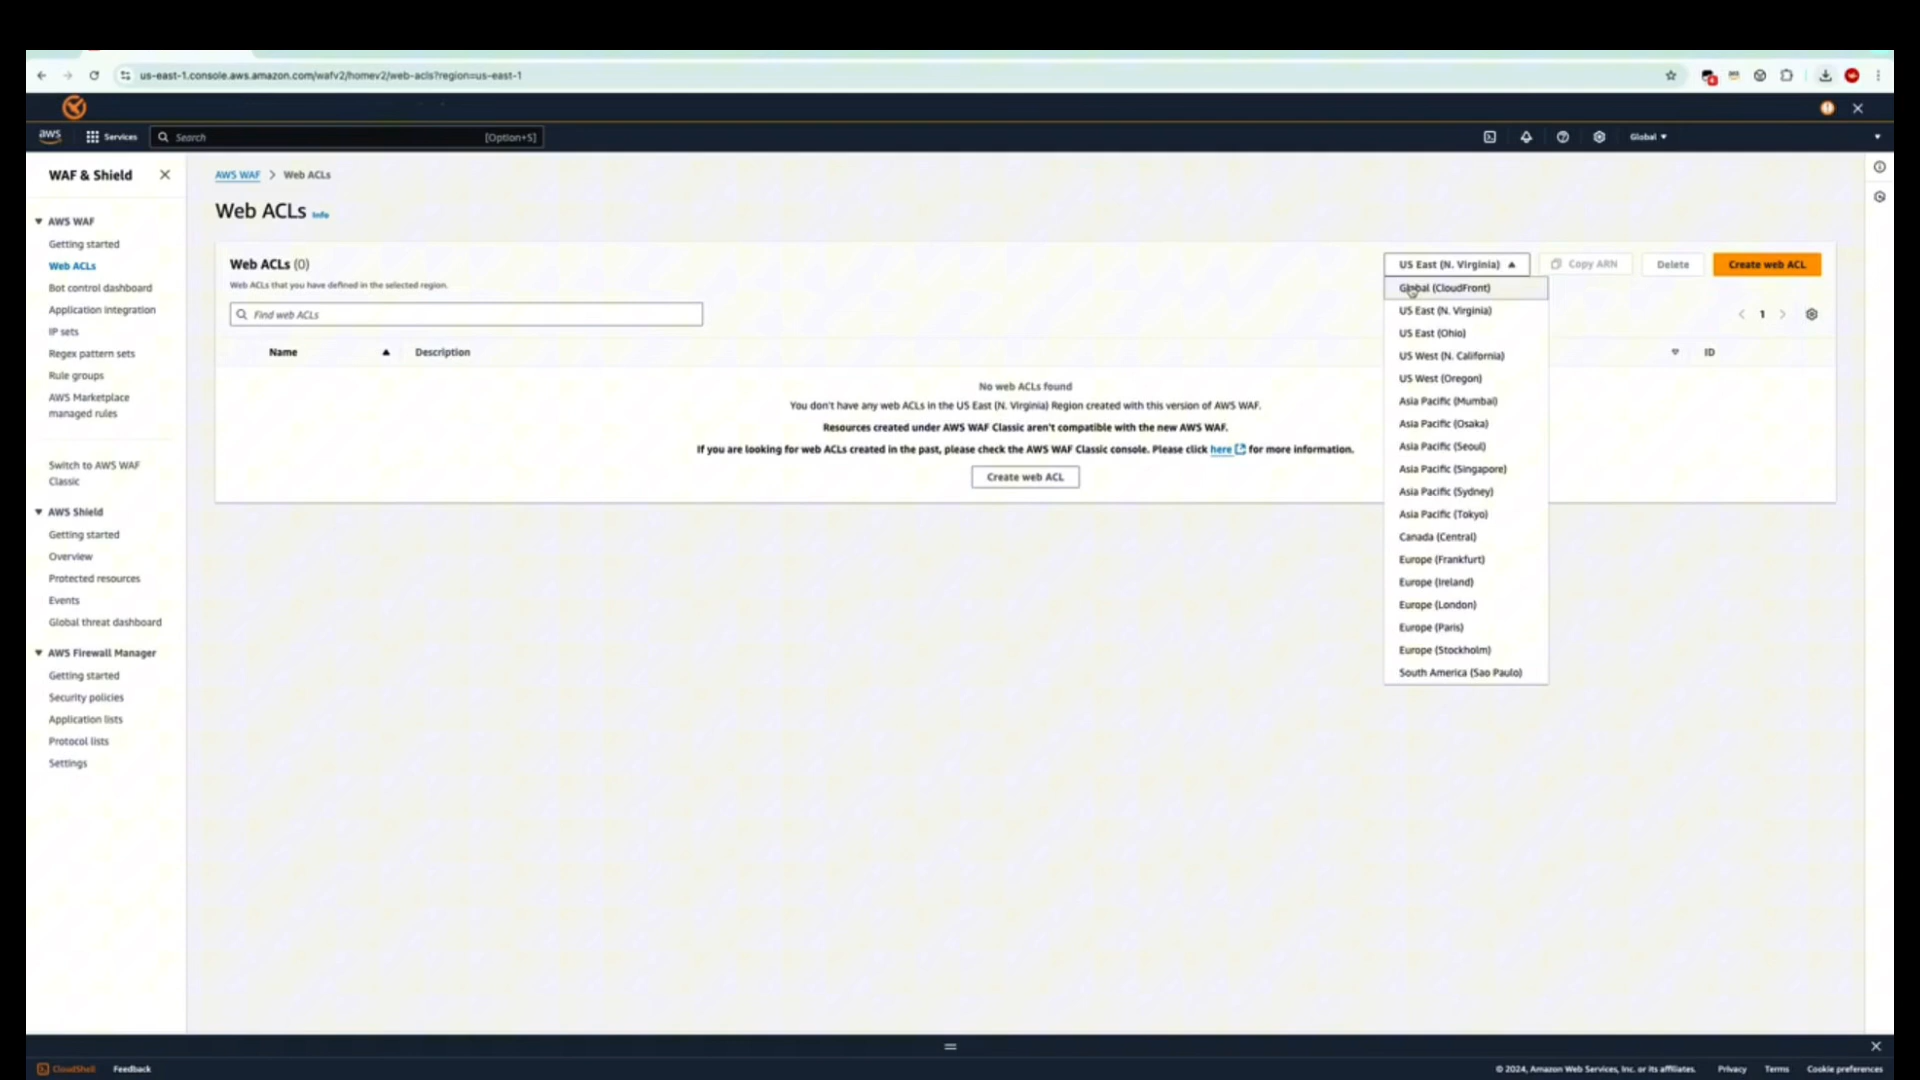 us-east-1.console.aws.amazon.com/wafv2/homev2/web-acls?region=us-east-1
aws
Services
Search
[Option+S]
Global
WAF & Shield
AWS WAF
Getting started
Web ACLs
Bot control dashboard
Application integration
IP sets
Regex pattern sets
Rule groups
AWS Marketplace
managed rules
Switch to AWS WAF
Classic
AWS Shield
Getting started
Overview
Protected resources
Events
Global threat dashboard
AWS Firewall Manager
Getting started
Security policies
Application lists
Protocol lists
Settings
AWS WAF > Web ACLs
Web ACLs Info
Web ACLs (0)
Web ACLs that you have defined in the selected region.
Find web ACLs
US East (N. Virginia)
Copy ARN
Delete
Create web ACL
1
Name
Description
ID
No web ACLs found
You don't have any web ACLs in the US East (N. Virginia) Region created with this version of AWS WAF.
Resources created under AWS WAF Classic aren't compatible with the new AWS WAF.
If you are looking for web ACLs created in the past, please check the AWS WAF Classic console. Please click here for more information.
Create web ACL
Global (CloudFront)
US East (N. Virginia)
US East (Ohio)
US West (N. California)
US West (Oregon)
Asia Pacific (Mumbai)
Asia Pacific (Osaka)
Asia Pacific (Seoul)
Asia Pacific (Singapore)
Asia Pacific (Sydney)
Asia Pacific (Tokyo)
Canada (Central)
Europe (Frankfurt)
Europe (Ireland)
Europe (London)
Europe (Paris)
Europe (Stockholm)
South America (Sao Paulo)
CloudShell
Feedback
© 2024, Amazon Web Services, Inc. or its affiliates.
Privacy
Terms
Cookie preferences